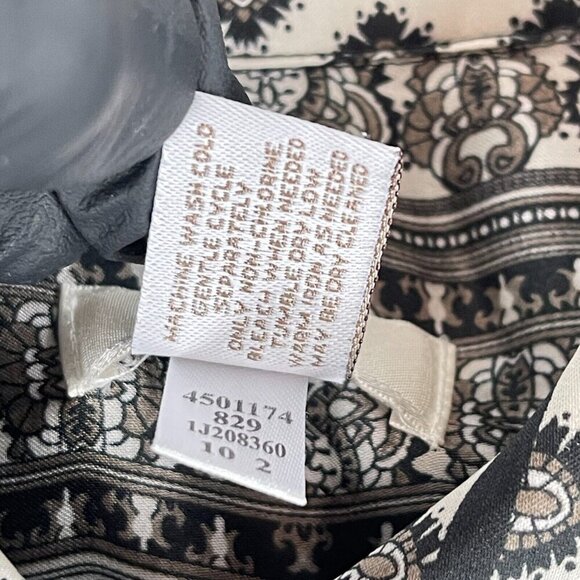 MACHINE WASH COLD
GENTLE CYCLE
SEPARATELY
ONLY NON-CHLORINE
BLEACH WHEN NEEDED
TUMBLE DRY LOW
WARM IRON AS NEEDED
MAY BE DRY CLEANED
4501174
829
1J208360
10 2